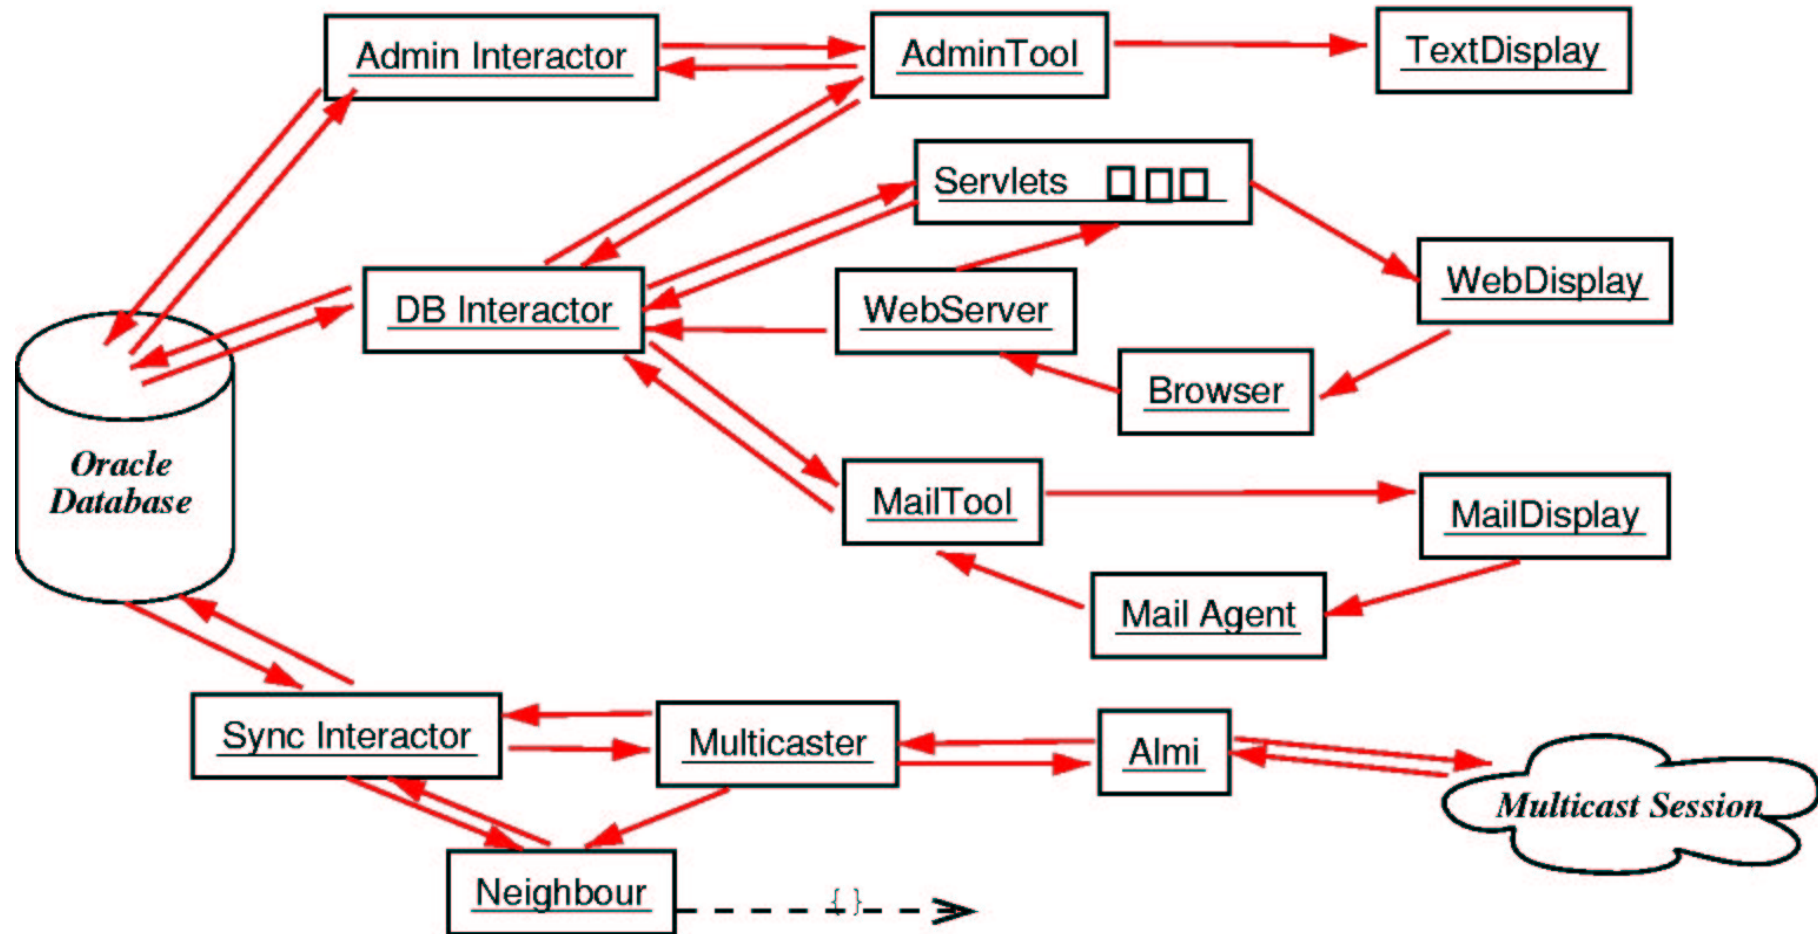 Admin Interactor
AdminTool
TextDisplay
Servlets
DB Interactor
WebServer
WebDisplay
Browser
Oracle
Database
MailTool
MailDisplay
Mail Agent
Sync Interactor
Multicaster
Almi
Multicast Session
Neighbour
{ }